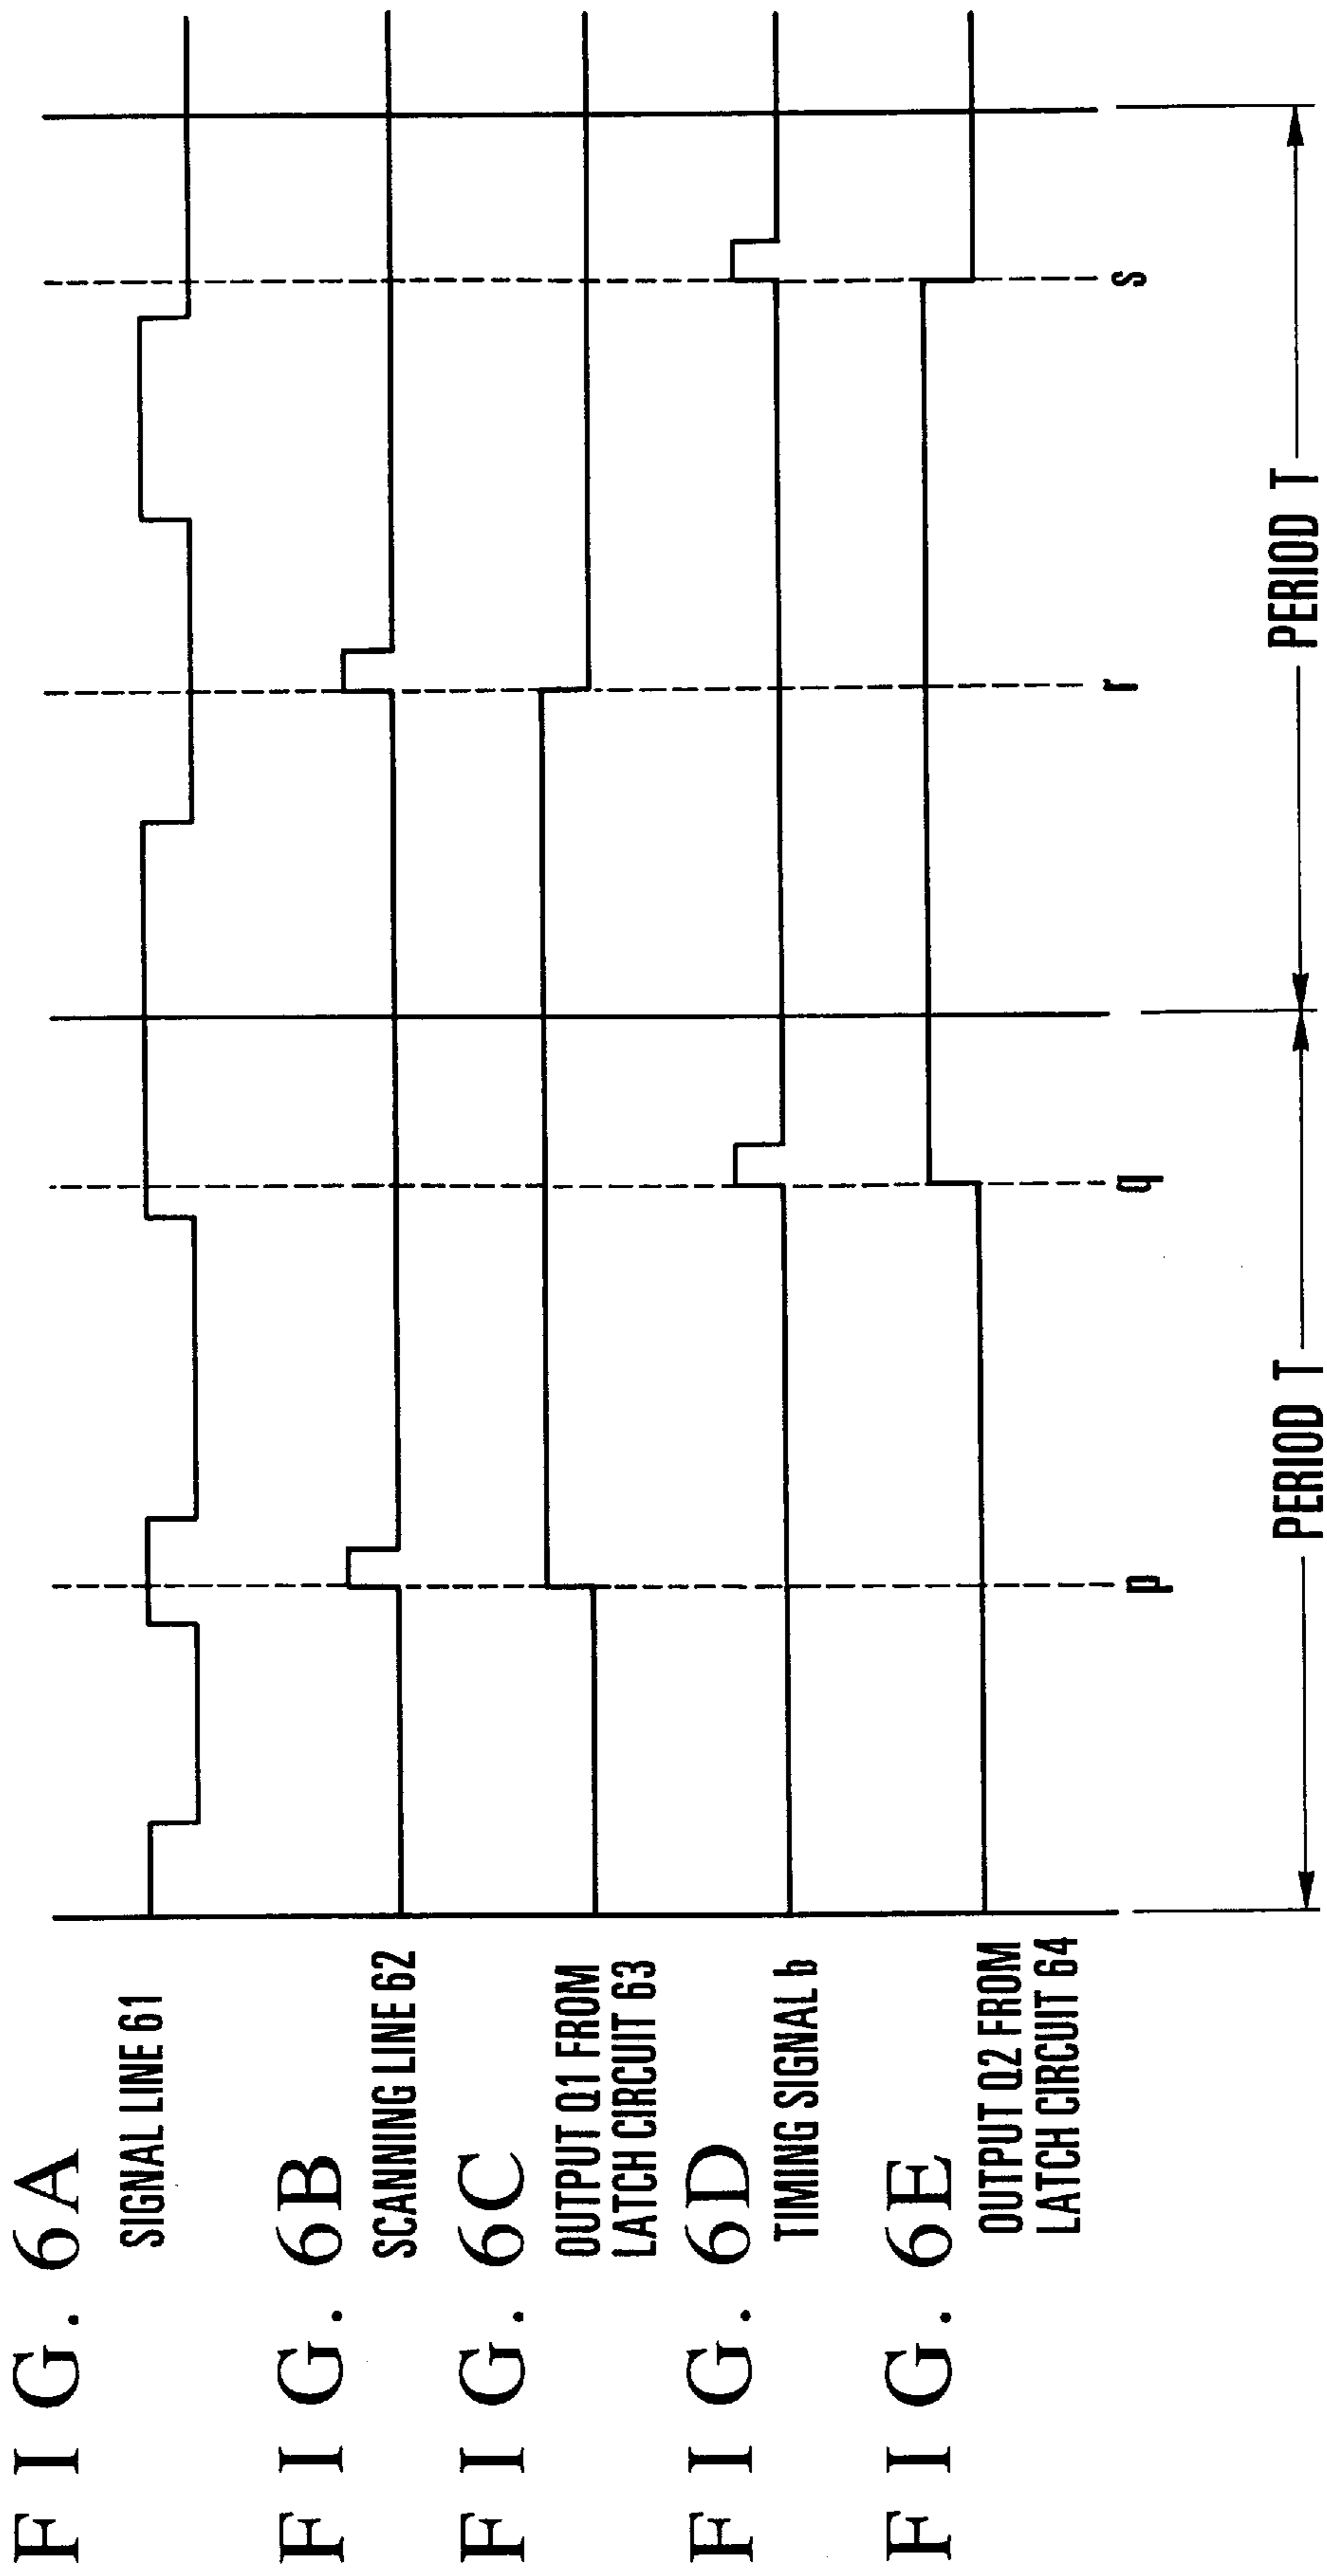 FIG. 6A
SIGNAL LINE 61
FIG. 6B
SCANNING LINE 62
FIG. 6C
OUTPUT Q1 FROM
LATCH CIRCUIT 63
FIG. 6D
TIMING SIGNAL b
FIG. 6E
OUTPUT Q2 FROM
LATCH CIRCUIT 64
p
q
r
s
PERIOD T
PERIOD T